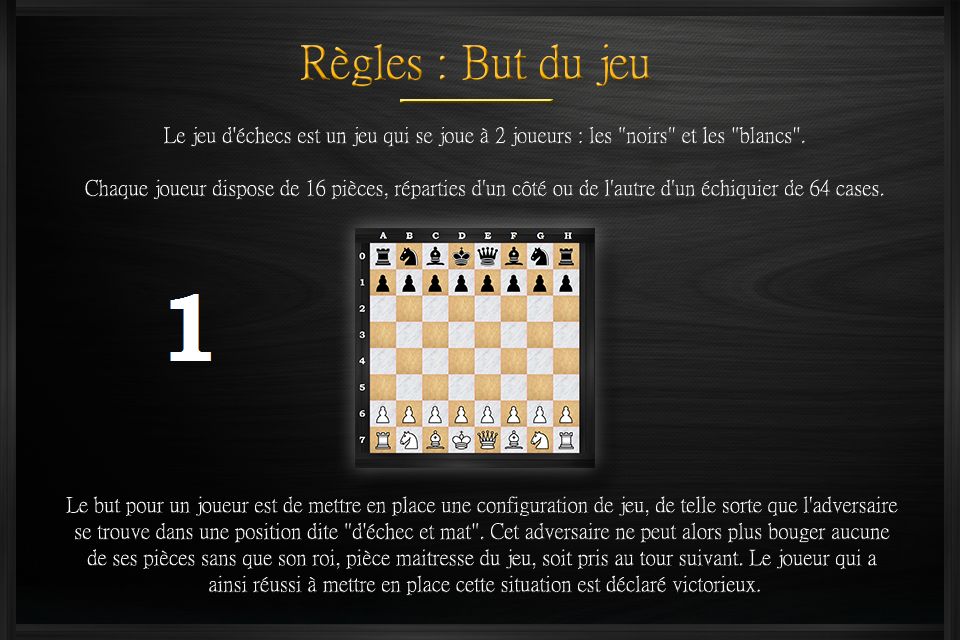 Règles : But du jeu
Le jeu d'échecs est un jeu qui se joue à 2 joueurs : les "noirs" et les "blancs".
Chaque joueur dispose de 16 pièces, réparties d'un côté ou de l'autre d'un échiquier de 64 cases.
A B C D E F G H
0
1
2
3
4
5
6
7
1
Le but pour un joueur est de mettre en place une configuration de jeu, de telle sorte que l'adversaire
se trouve dans une position dite "d'échec et mat". Cet adversaire ne peut alors plus bouger aucune
de ses pièces sans que son roi, pièce maitresse du jeu, soit pris au tour suivant. Le joueur qui a
ainsi réussi à mettre en place cette situation est déclaré victorieux.